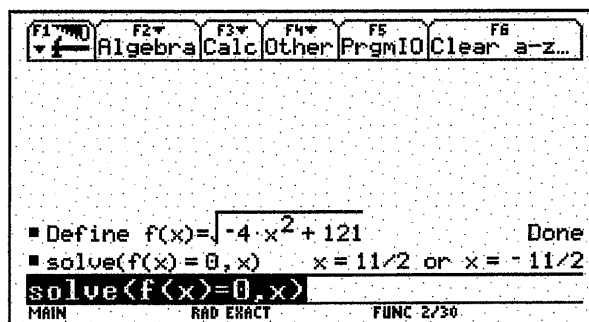 F1 F2 F3 F4 F5 F6
Algebra Calc Other PrgmIO Clear a-z…
▪Define f(x)=√-4·x²+121 Done
▪solve(f(x)=0,x) x=11/2 or x=-11/2
solve(f(x)=0,x)
MAIN RAD EXACT FUNC 2/30